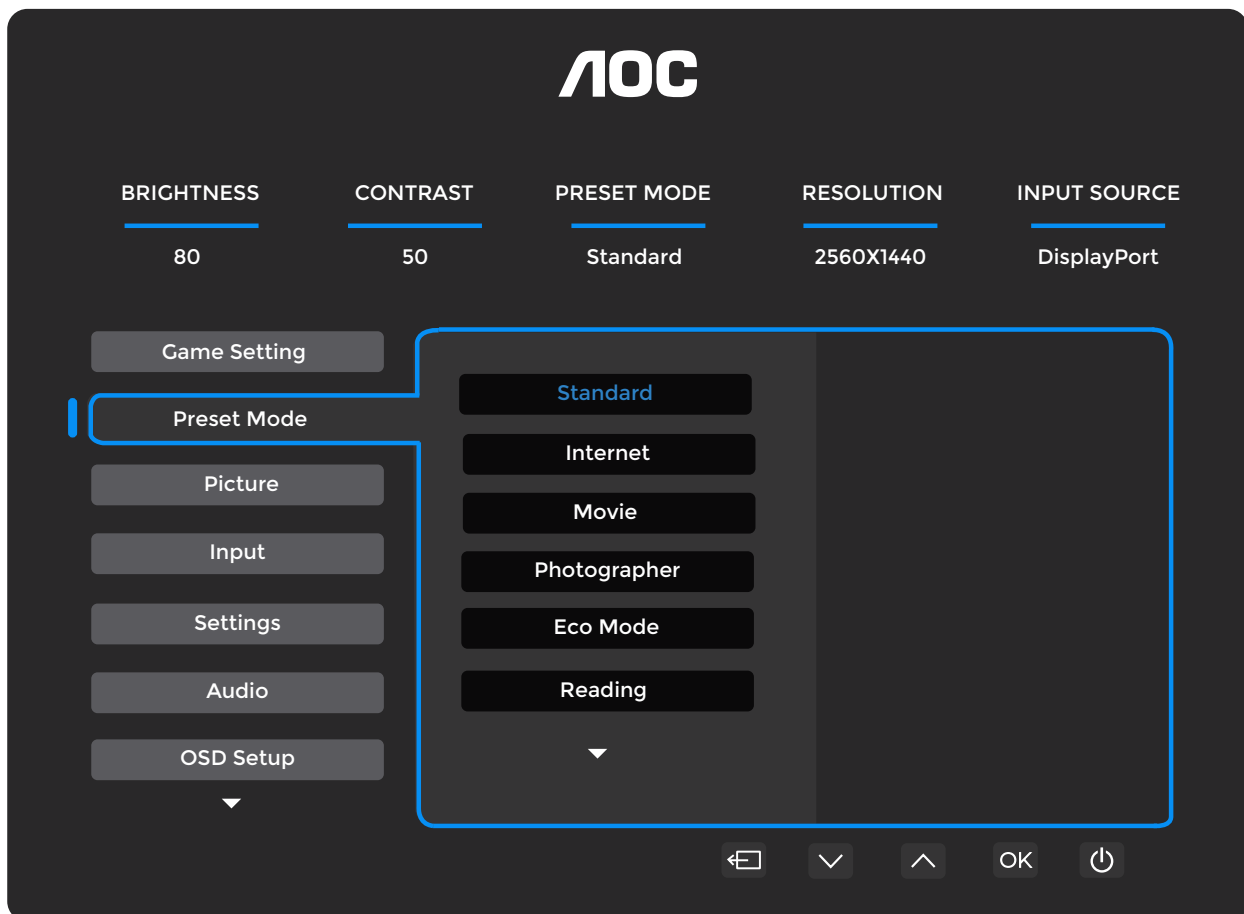 AOC
BRIGHTNESS CONTRAST PRESET MODE RESOLUTION INPUT SOURCE
80 50 Standard 2560X1440 DisplayPort
Game Setting
Preset Mode
Picture
Input
Settings
Audio
OSD Setup
Standard
Internet
Movie
Photographer
Eco Mode
Reading
OK